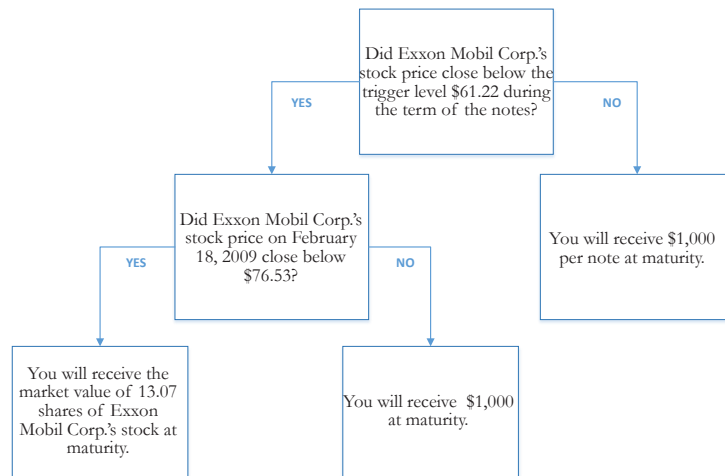 Did Exxon Mobil Corp.'s
stock price close below the
trigger level $61.22 during
the term of the notes?
YES
NO
Did Exxon Mobil Corp.'s
stock price on February
18, 2009 close below
$76.53?
You will receive $1,000
per note at maturity.
YES
NO
You will receive the
market value of 13.07
shares of Exxon
Mobil Corp.'s stock at
maturity.
You will receive $1,000
at maturity.